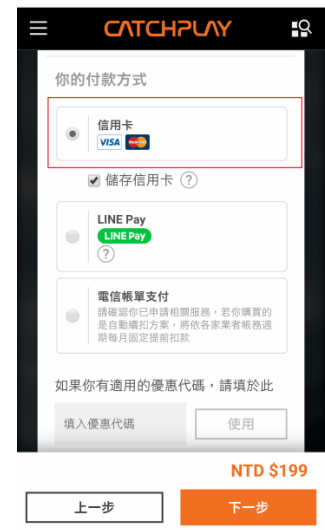 CATCHPLAY
你的付款方式
信用卡
VISA
儲存信用卡 ?
LINE Pay
LINE Pay
?
電信帳單支付
請確認你已申請相關服務，若你購買的
是自動續扣方案，將依各家業者帳務週
期每月固定提前扣款
如果你有適用的優惠代碼，請填於此
填入優惠代碼
使用
NTD $199
上一步
下一步